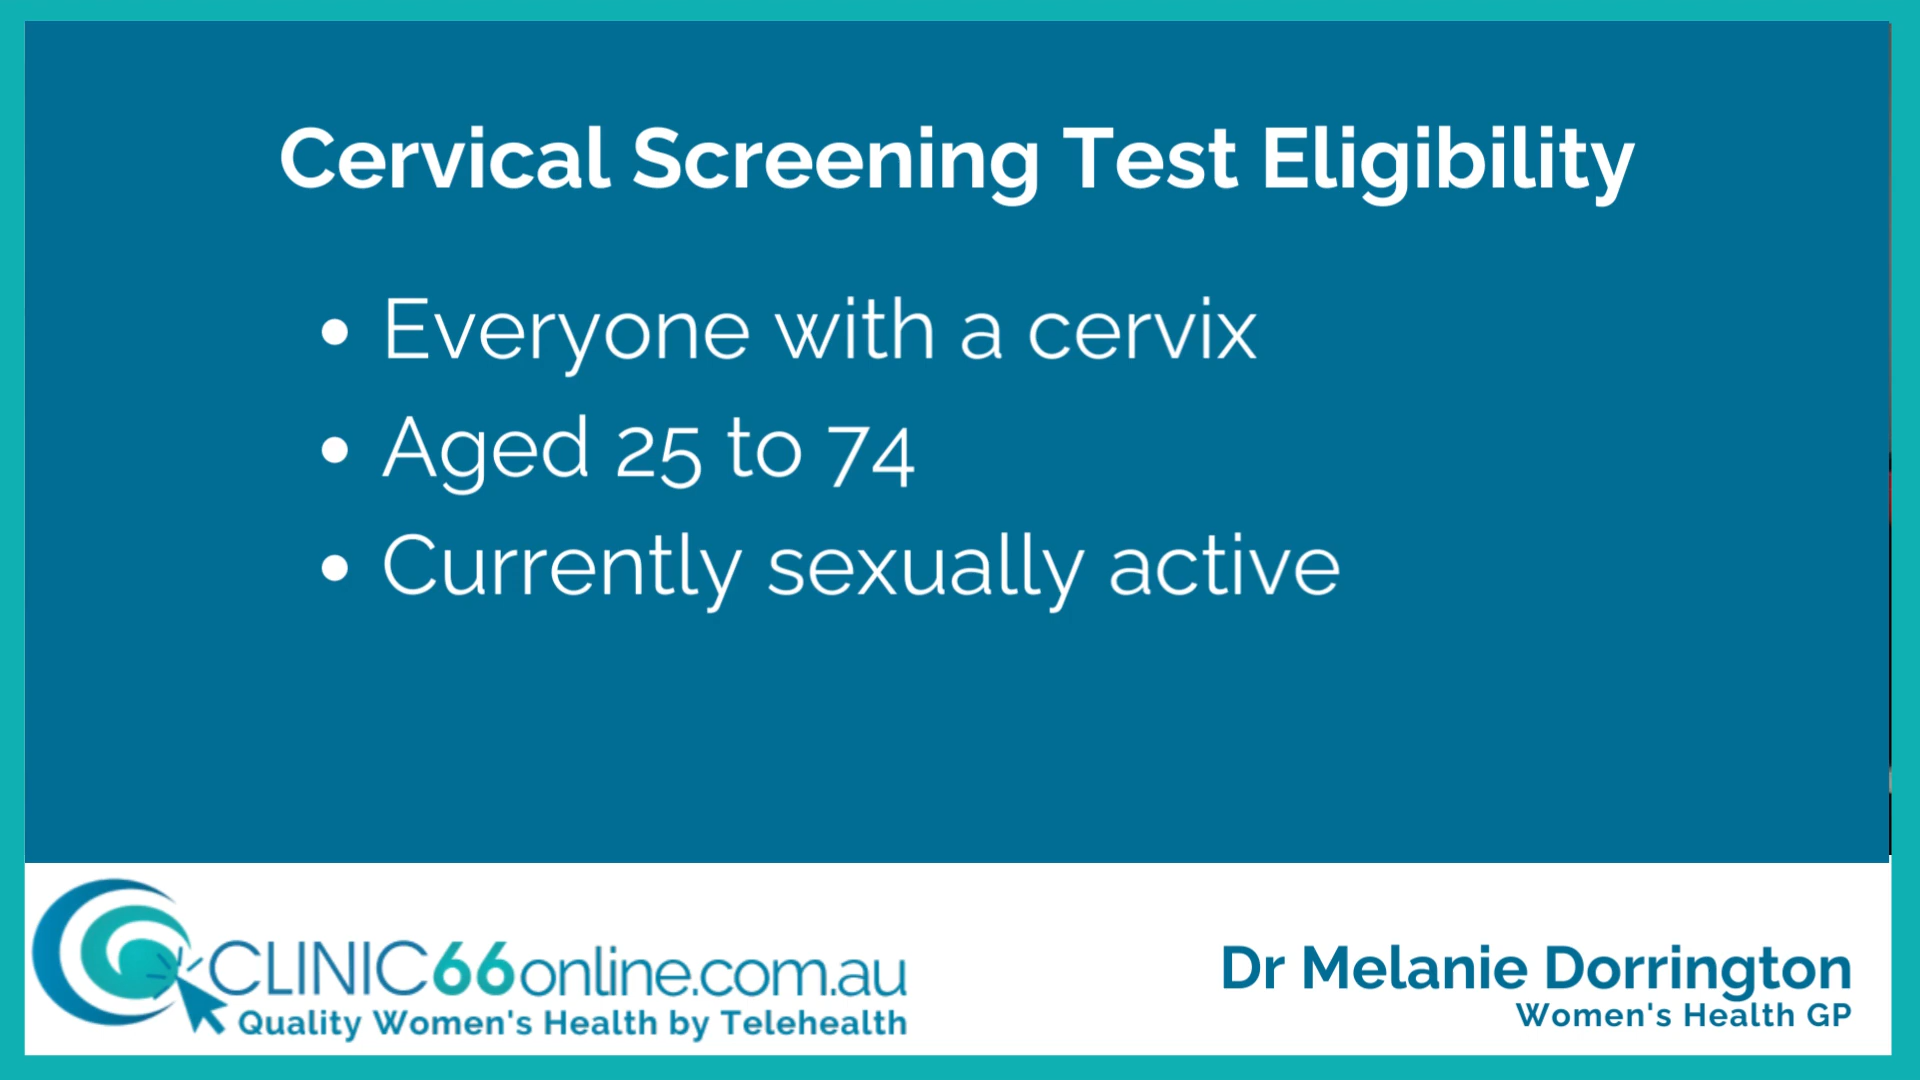 Cervical Screening Test Eligibility
• Everyone with a cervix
• Aged 25 to 74
• Currently sexually active
CLINIC66online.com.au
Quality Women's Health by Telehealth
Dr Melanie Dorrington
Women's Health GP